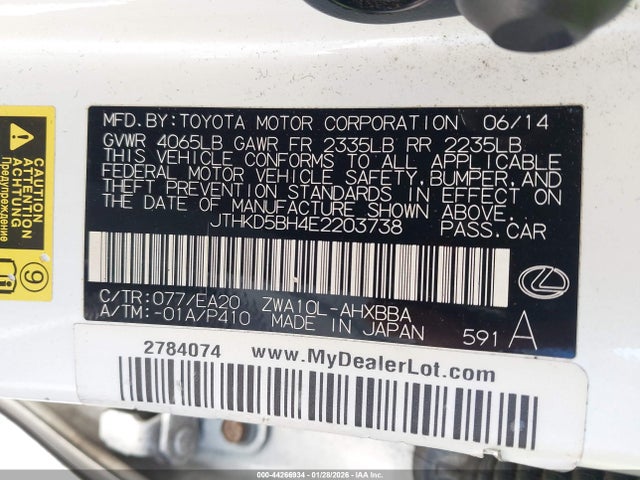 MFD. BY: TOYOTA MOTOR CORPORATION 06/14
GVWR 4065LB GAWR FR 2335LB RR 2235LB
THIS VEHICLE CONFORMS TO ALL APPLICABLE
FEDERAL MOTOR VEHICLE SAFETY, BUMPER, AND
THEFT PREVENTION STANDARDS IN EFFECT ON
THE DATE OF MANUFACTURE SHOWN ABOVE.
JTHKD5BH4E2203738 PASS. CAR
C/TR: 077/EA20 ZWA10L-AHXBBA
A/TM: -01A/P410 MADE IN JAPAN 591 A
2784074 www.MyDealerLot.com
CAUTION
ATTENTION
ACHTUNG
Предупреждение
9
000-44266934 - 01/28/2026 - IAA Inc.